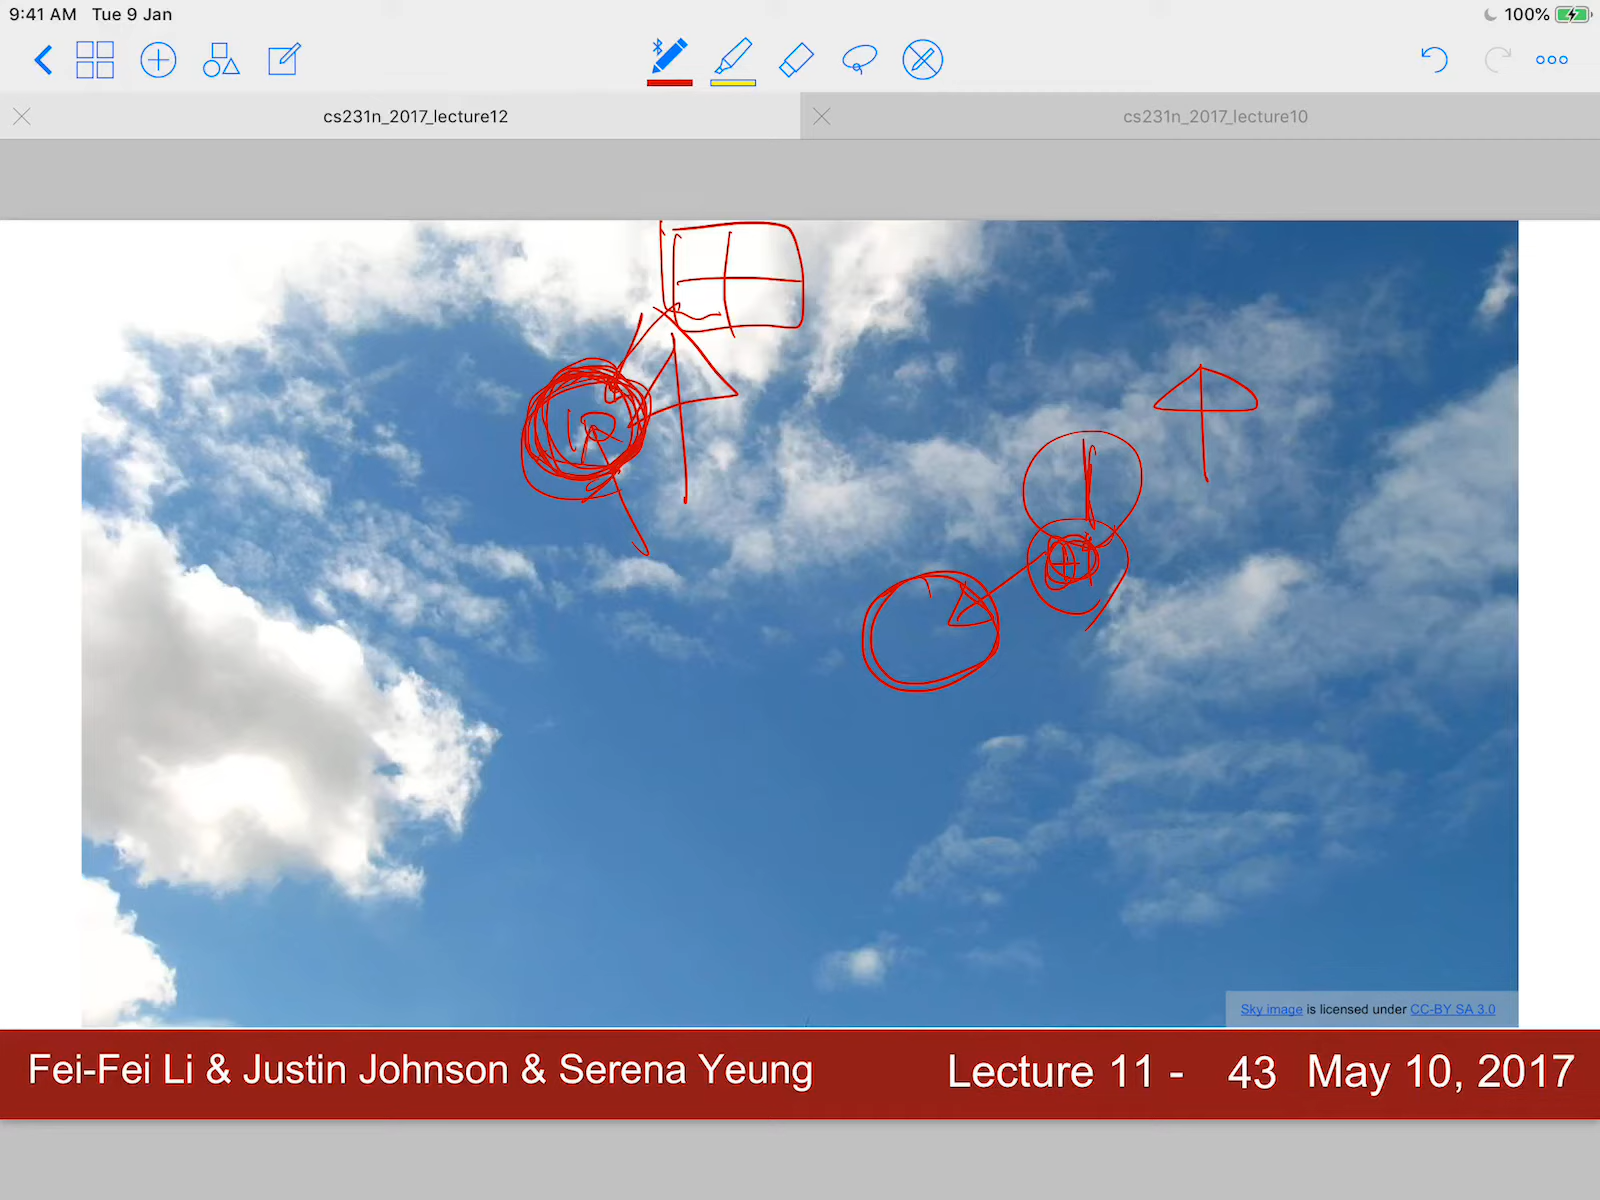 9:41 AM Tue 9 Jan 100%
cs231n_2017_lecture12 cs231n_2017_lecture10
Sky image is licensed under CC-BY SA 3.0
Fei-Fei Li & Justin Johnson & Serena Yeung Lecture 11 - 43 May 10, 2017